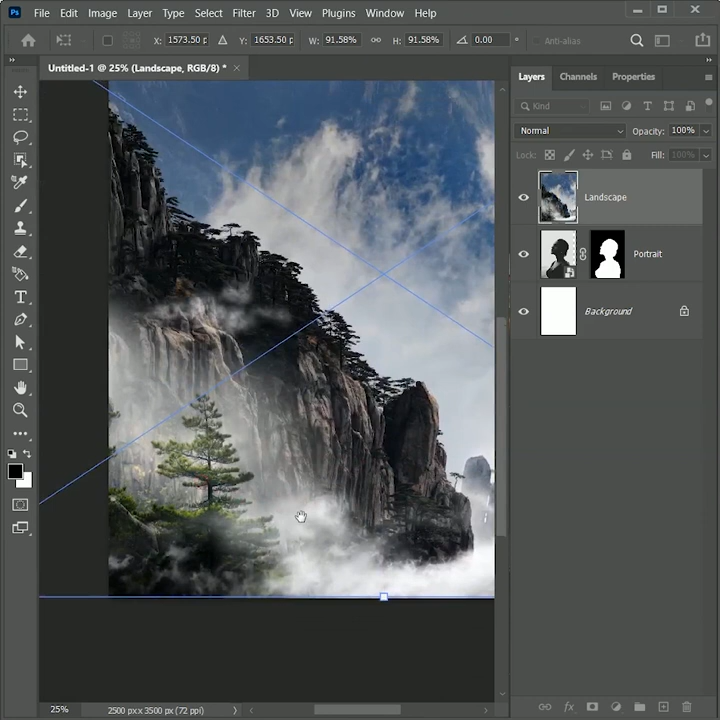 Ps File Edit Image Layer Type Select Filter 3D View Plugins Window Help
X: 1573.50 p Y: 1653.50 p W: 91.58% H: 91.58% 0.00 ° Anti-alias
Untitled-1 @ 25% (Landscape, RGB/8) * ×
Layers Channels Properties
Kind
Normal Opacity: 100%
Lock: Fill: 100%
Landscape
Portrait
Background
25% 2500 px x 3500 px (72 ppi)
fx